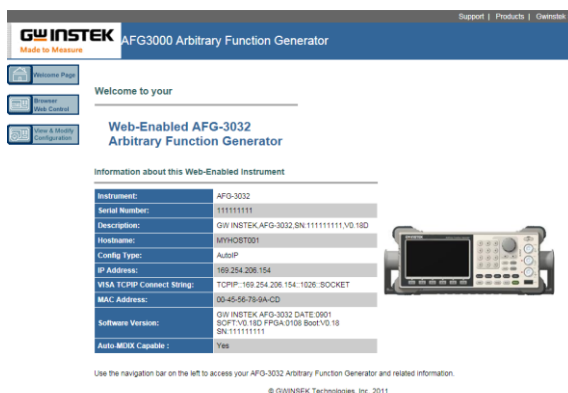 Support | Products | Gwinstek
GWINSTEK
Made to Measure
AFG3000 Arbitrary Function Generator
Welcome Page
Browser
Web Control
View & Modify
Configuration
Welcome to your
Web-Enabled AFG-3032
Arbitrary Function Generator
Information about this Web-Enabled Instrument
Instrument: AFG-3032
Serial Number: 111111111
Description: GW INSTEK,AFG-3032,SN:111111111,V0.18D
Hostname: MYHOST001
Config Type: AutoIP
IP Address: 169.254.206.154
VISA TCPIP Connect String: TCPIP::169.254.206.154::1026::SOCKET
MAC Address: 00-45-56-78-9A-CD
Software Version: GW INSTEK AFG-3032 DATE:0901
SOFT:V0.18D FPGA:0108 Boot:V0.18
SN:111111111
Auto-MDIX Capable : Yes
Use the navigation bar on the left to access your AFG-3032 Arbitrary Function Generator and related information.
© GWINSEK Technologies, Inc. 2011